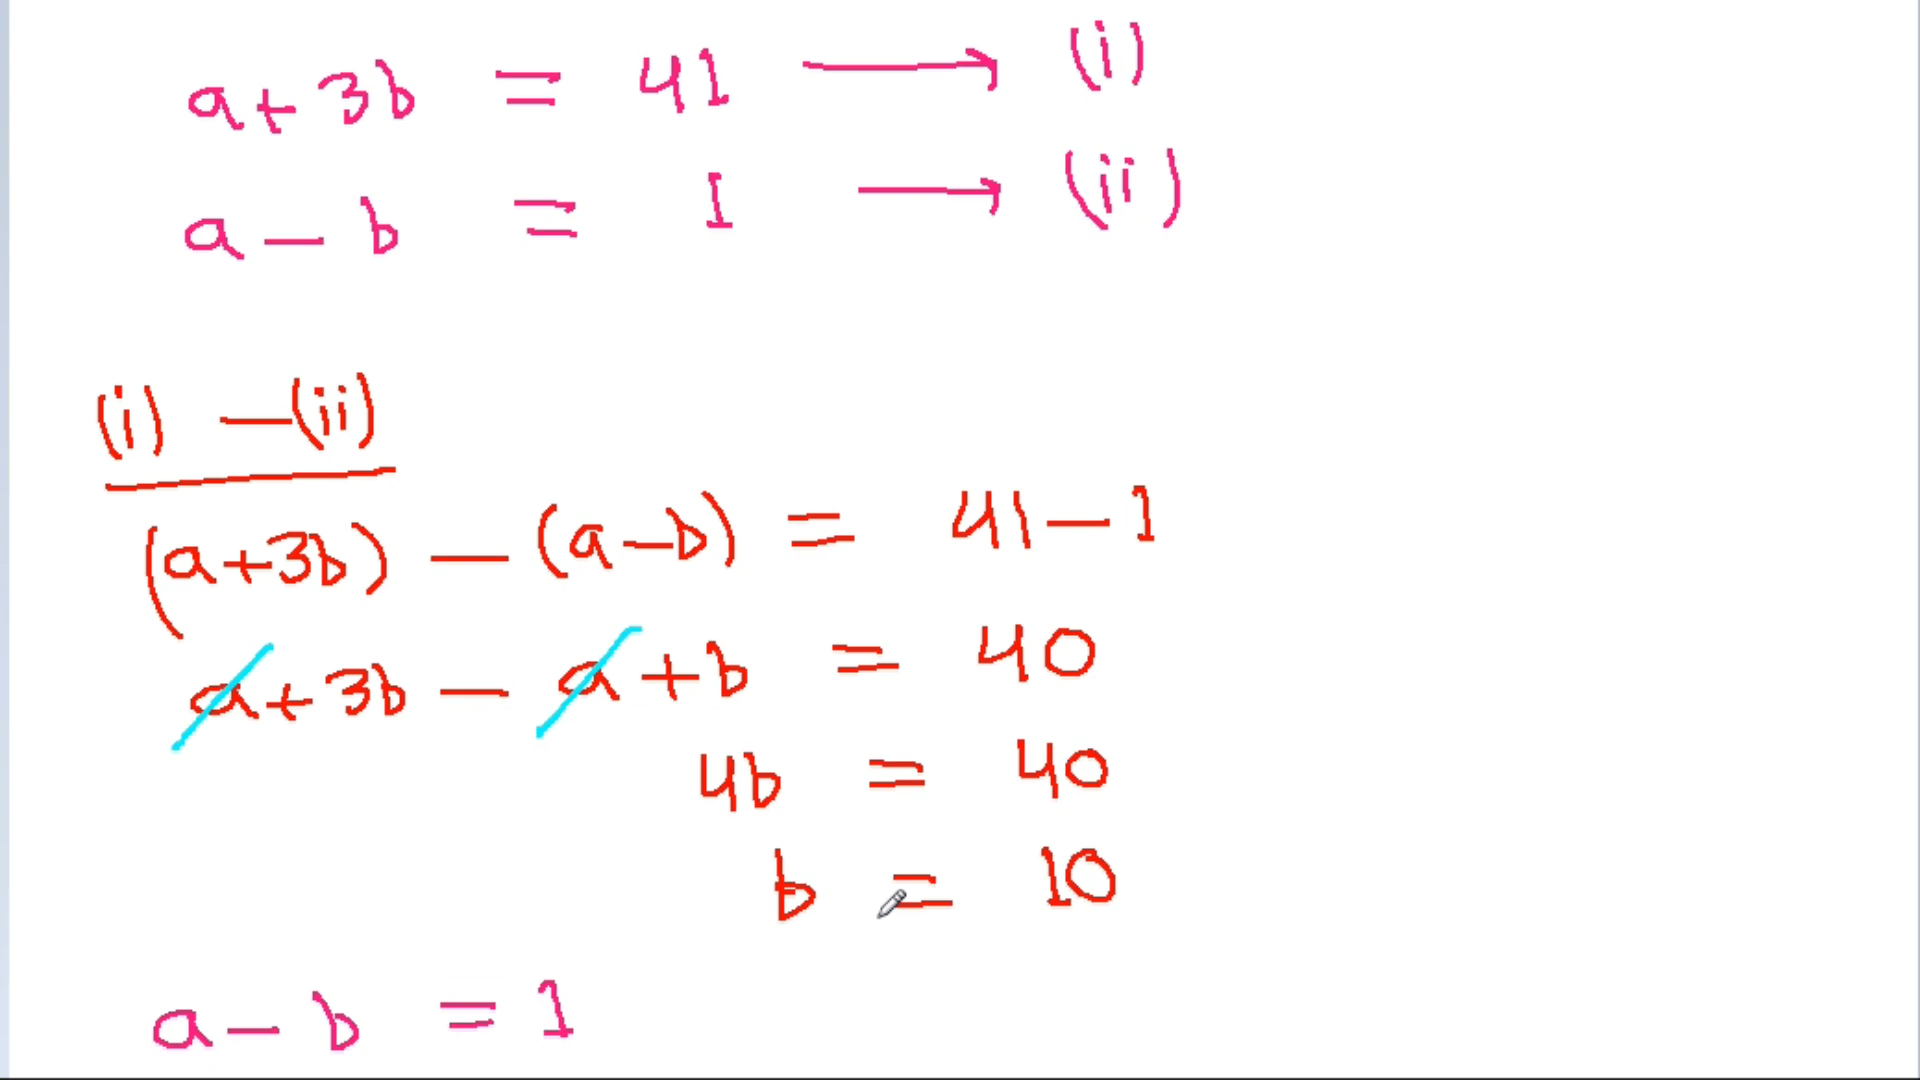 a + 3b = 41 ⟶ (i)
a - b = 1 ⟶ (ii)
(i) - (ii)
(a + 3b) - (a - b) = 41 - 1
a + 3b - a + b = 40
4b = 40
b = 10
a - b = 1